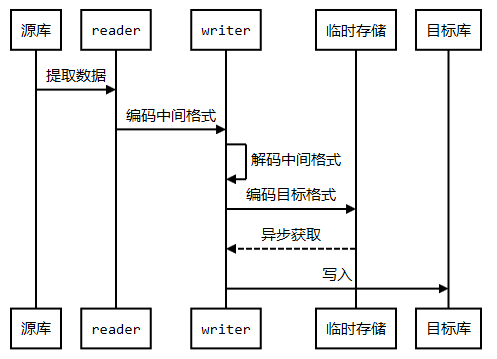 源库 reader writer 临时存储 目标库
提取数据
编码中间格式
解码中间格式
编码目标格式
异步获取
写入
源库 reader writer 临时存储 目标库